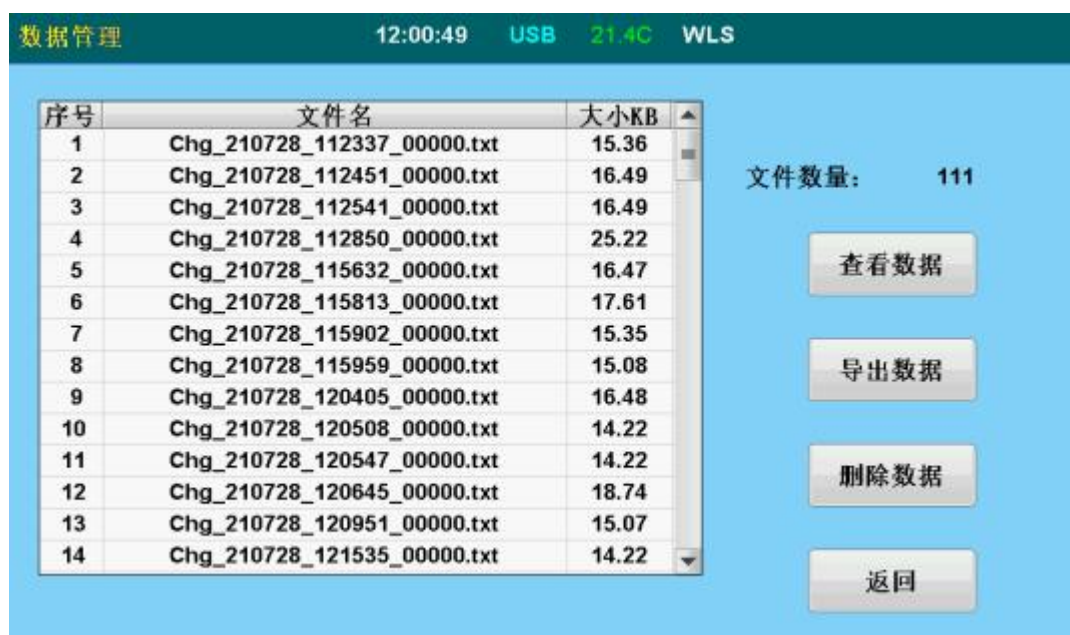 数据管理 12:00:49 USB 21.4C WLS
序号 文件名 大小KB
1 Chg_210728_112337_00000.txt 15.36
2 Chg_210728_112451_00000.txt 16.49
文件数量: 111
3 Chg_210728_112541_00000.txt 16.49
4 Chg_210728_112850_00000.txt 25.22
5 Chg_210728_115632_00000.txt 16.47
查看数据
6 Chg_210728_115813_00000.txt 17.61
7 Chg_210728_115902_00000.txt 15.35
8 Chg_210728_115959_00000.txt 15.08
导出数据
9 Chg_210728_120405_00000.txt 16.48
10 Chg_210728_120508_00000.txt 14.22
11 Chg_210728_120547_00000.txt 14.22
删除数据
12 Chg_210728_120645_00000.txt 18.74
13 Chg_210728_120951_00000.txt 15.07
14 Chg_210728_121535_00000.txt 14.22
返回